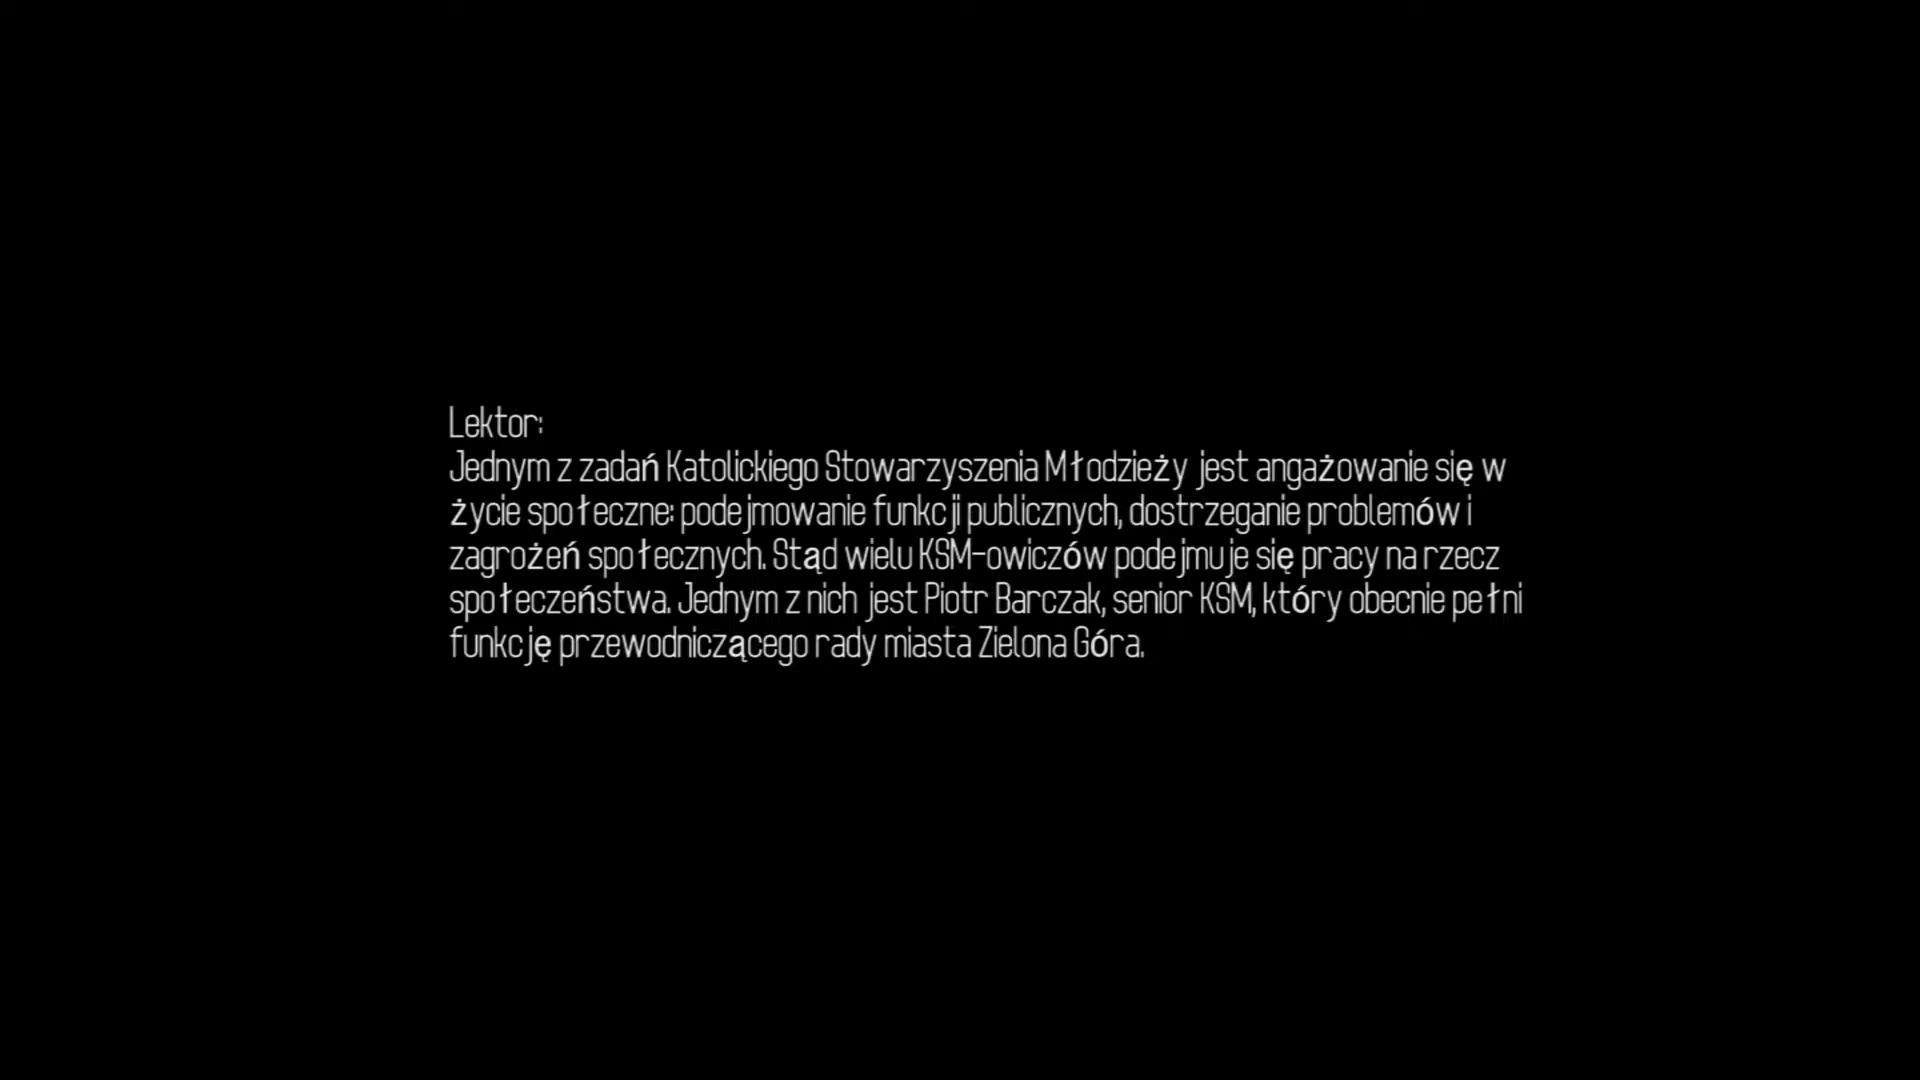 Lektor:
Jednym z zadań Katolickiego Stowarzyszenia Młodzieży jest angażowanie się w
życie społeczne: podejmowanie funkcji publicznych, dostrzeganie problemów i
zagrożeń społecznych. Stąd wielu KSM-owiczów podejmuje się pracy na rzecz
społeczeństwa. Jednym z nich jest Piotr Barczak, senior KSM, który obecnie pełni
funkcję przewodniczącego rady miasta Zielona Góra.